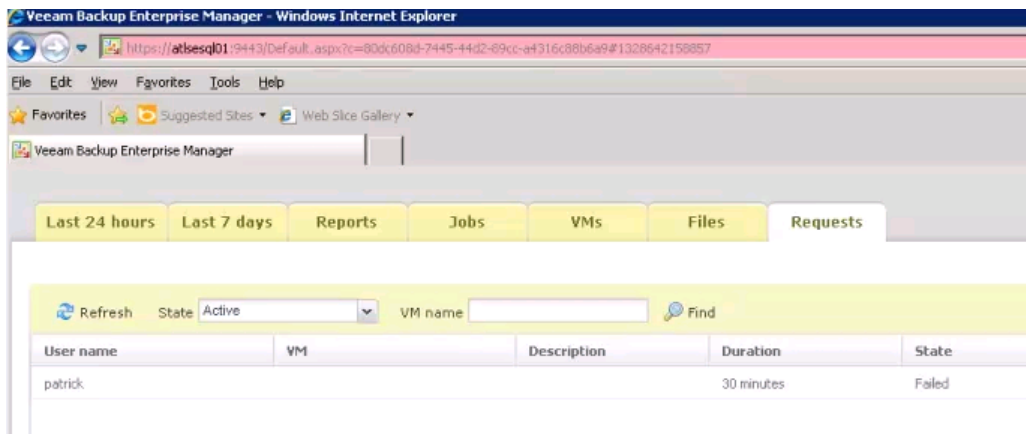 Veeam Backup Enterprise Manager - Windows Internet Explorer
https://atlsesql01:9443/Default.aspx?c=80dc608d-7445-44d2-89cc-a4316c88b6a9#1328642158857
File Edit View Favorites Tools Help
Favorites Suggested Sites Web Slice Gallery
Veeam Backup Enterprise Manager
Last 24 hours Last 7 days Reports Jobs VMs Files Requests
Refresh State Active VM name Find
User name VM Description Duration State
patrick 30 minutes Failed